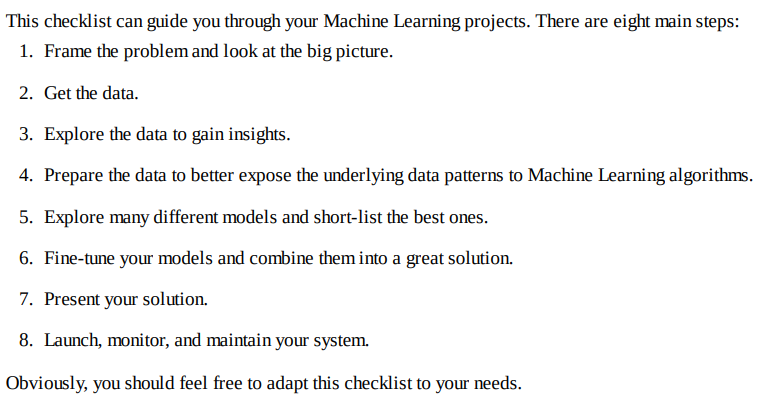 This checklist can guide you through your Machine Learning projects. There are eight main steps:
1. Frame the problem and look at the big picture.
2. Get the data.
3. Explore the data to gain insights.
4. Prepare the data to better expose the underlying data patterns to Machine Learning algorithms.
5. Explore many different models and short-list the best ones.
6. Fine-tune your models and combine them into a great solution.
7. Present your solution.
8. Launch, monitor, and maintain your system.
Obviously, you should feel free to adapt this checklist to your needs.